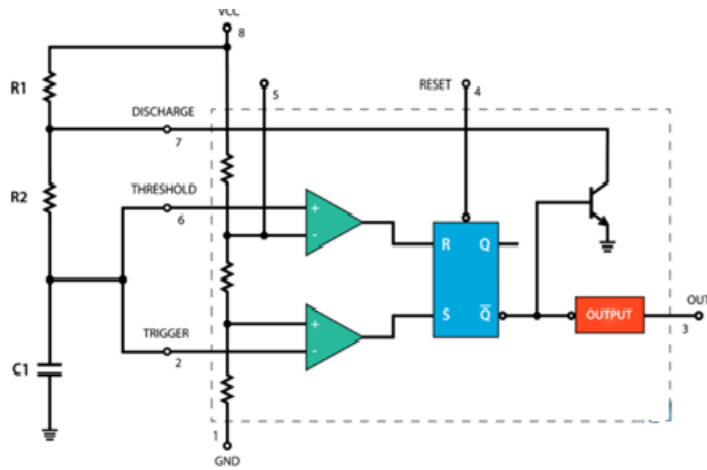 VCC
8
R1
5
RESET
4
DISCHARGE
7
R2
THRESHOLD
6
+
-
R Q
+
-
S Q̅
OUTPUT
OUT
3
TRIGGER
2
C1
1
GND